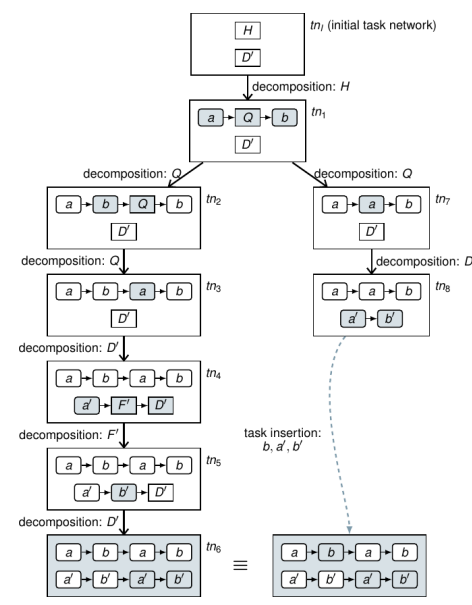 H
tn_I (initial task network)
D′
decomposition: H
a Q b
tn₁
D′
decomposition: Q
decomposition: Q
a b Q b
tn₂
D′
a a b
tn₇
D′
decomposition: Q
decomposition: D
a b a b
tn₃
D′
a a b
tn₈
a′ b′
decomposition: D′
a b a b
tn₄
a′ F′ D′
decomposition: F′
task insertion:
b, a′, b′
a b a b
tn₅
a′ b′ D′
decomposition: D′
a b a b
tn₆
a′ b′ a′ b′
≡
a b a b
a′ b′ a′ b′